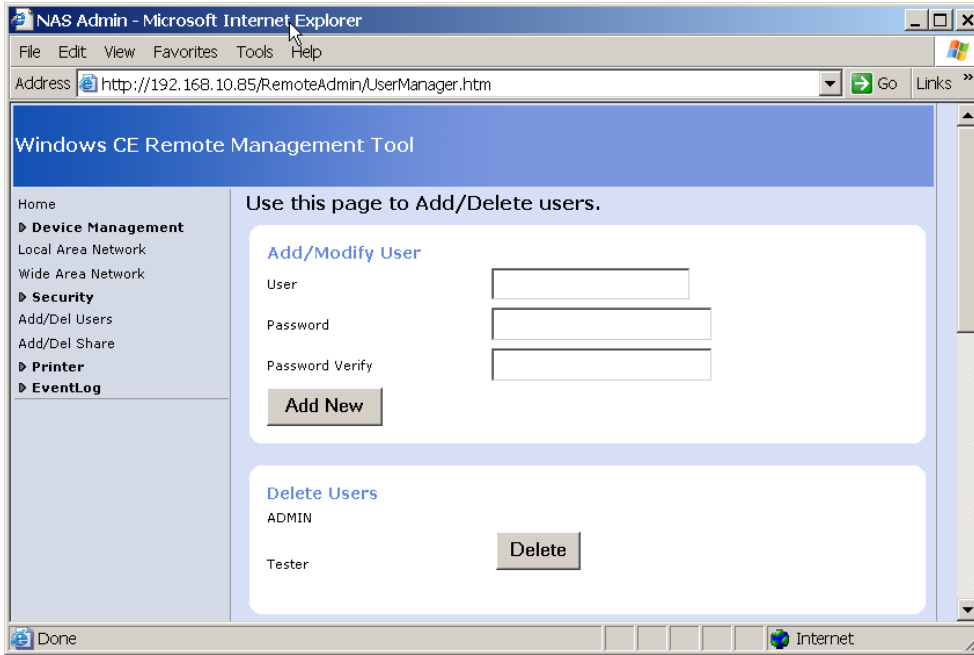 NAS Admin - Microsoft Internet Explorer
File Edit View Favorites Tools Help
Address http://192.168.10.85/RemoteAdmin/UserManager.htm Go Links »
Windows CE Remote Management Tool
Home
Device Management
Local Area Network
Wide Area Network
Security
Add/Del Users
Add/Del Share
Printer
EventLog
Use this page to Add/Delete users.
Add/Modify User
User
Password
Password Verify
Add New
Delete Users
ADMIN
Tester
Delete
Done
Internet